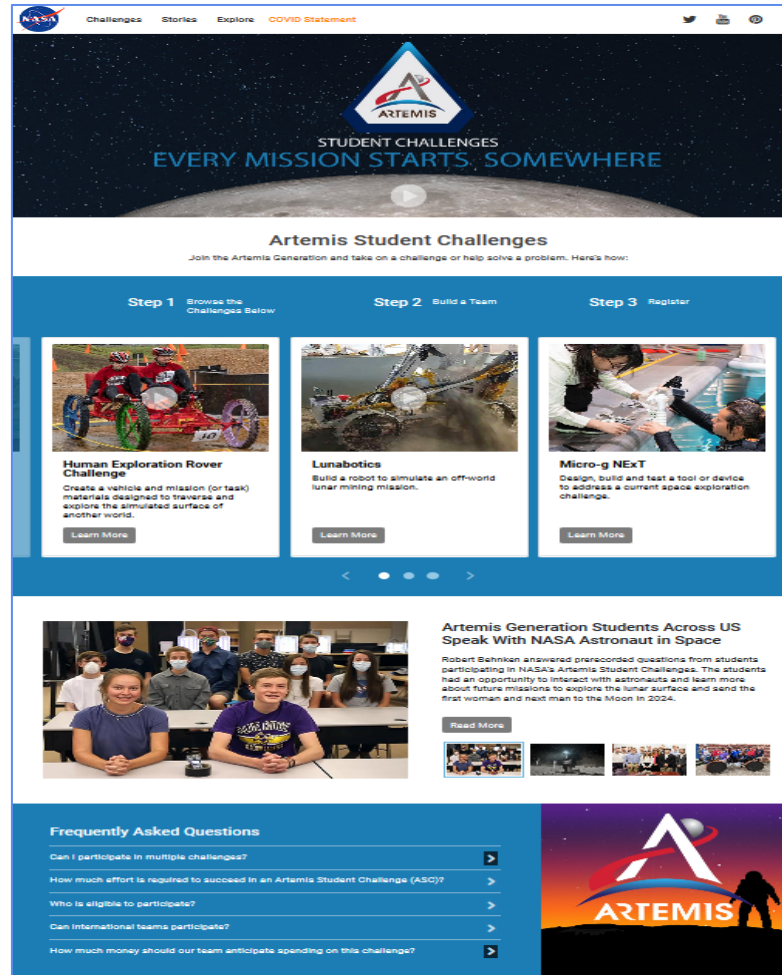 NASA
Challenges Stories Explore COVID Statement
You Tube
ARTEMIS
STUDENT CHALLENGES
EVERY MISSION STARTS SOMEWHERE
Artemis Student Challenges
Join the Artemis Generation and take on a challenge or help solve a problem. Here's how:
Step 1 Browse the
Challenges Below
Step 2 Build a Team
Step 3 Register
Human Exploration Rover
Challenge
Create a vehicle and mission (or task)
materials designed to traverse and
explore the simulated surface of
another world.
Learn More
Lunabotics
Build a robot to simulate an off-world
lunar mining mission.
Learn More
Micro-g NExT
Design, build and test a tool or device
to address a current space exploration
challenge.
Learn More
Artemis Generation Students Across US
Speak With NASA Astronaut in Space
Robert Behnken answered prerecorded questions from students
participating in NASA's Artemis Student Challenges. The students
had an opportunity to interact with astronauts and learn more
about future missions to explore the lunar surface and send the
first woman and next man to the Moon in 2024.
Read More
Frequently Asked Questions
Can I participate in multiple challenges?
How much effort is required to succeed in an Artemis Student Challenge (ASC)?
Who is eligible to participate?
Can international teams participate?
How much money should our team anticipate spending on this challenge?
ARTEMIS